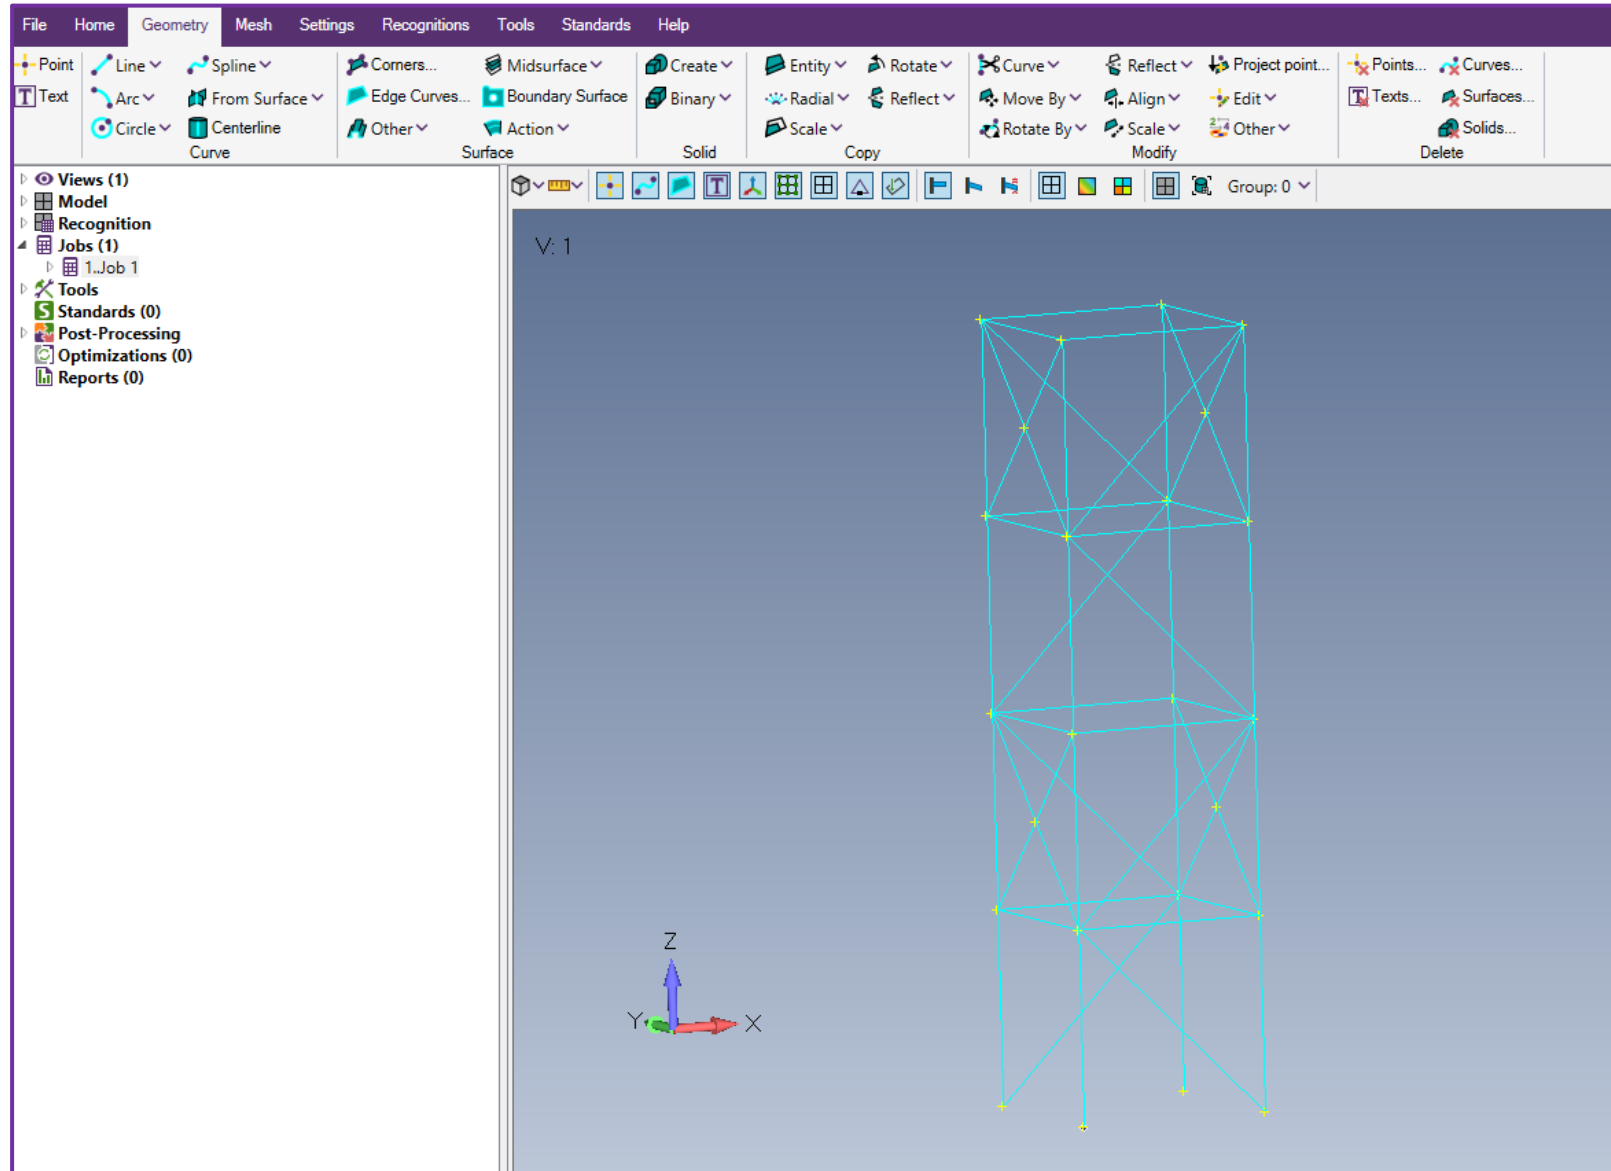 File Home Geometry Mesh Settings Recognitions Tools Standards Help
Point Line Spline Corners... Midsurface Create Entity Rotate Curve Reflect Project point... Points... Curves...
T Text Arc From Surface Edge Curves... Boundary Surface Binary Radial Reflect Move By Align Edit Texts... Surfaces...
Circle Centerline Other Action Scale Rotate By Scale Other Solids...
Curve Surface Solid Copy Modify Delete
Views (1)
Model
Recognition
Jobs (1)
1..Job 1
Tools
S Standards (0)
Post-Processing
Optimizations (0)
Reports (0)
T Group: 0
V: 1
Z
Y X